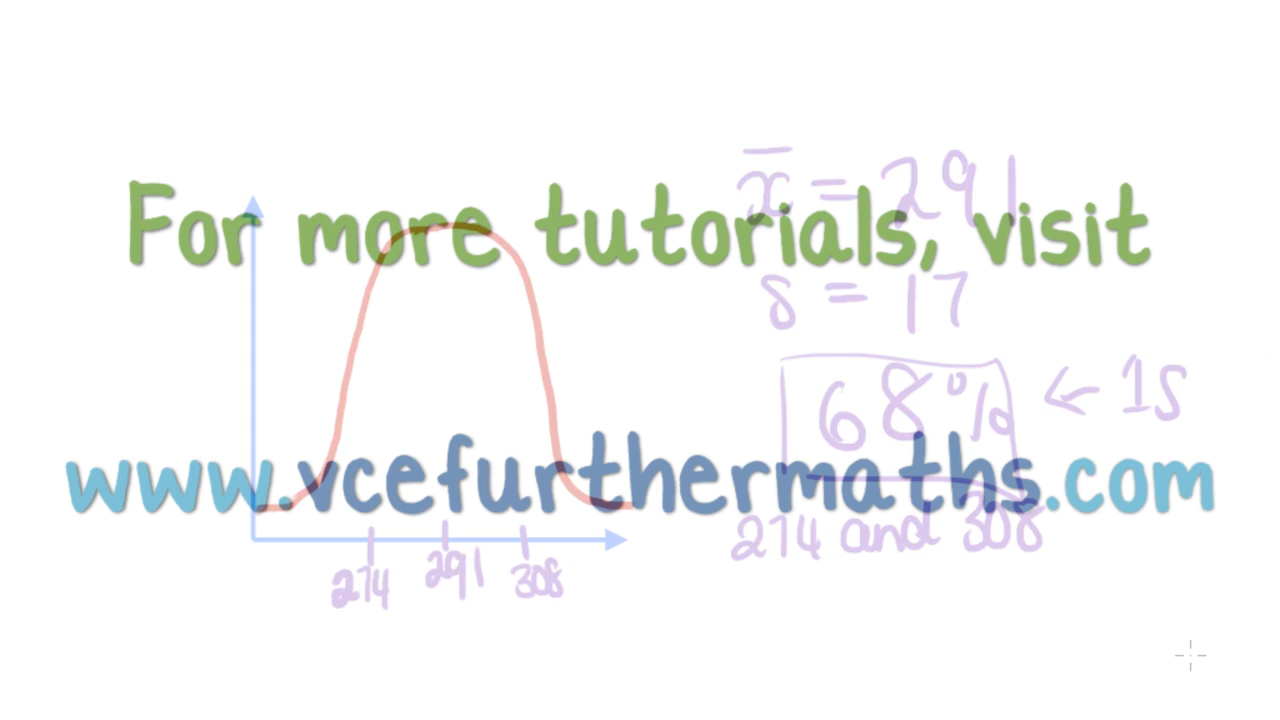 x̄ = 291
For more tutorials, visit
s = 17
68% ← 1s
www.vcefurthermaths.com
274 and 308
274 291 308